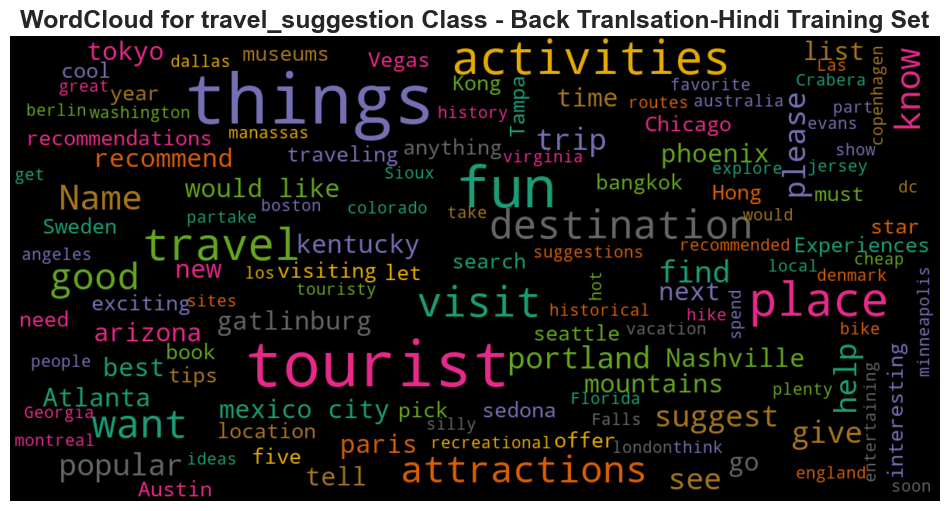 WordCloud for travel_suggestion Class - Back Tranlsation-Hindi Training Set
tokyo dallas museums Vegas activities list Las know
cool Kong Tampa favorite Crabera copenhagen
great year things time routes australia part
berlin washington history Chicago please evans
recommendations manassas anything trip virginia phoenix show
recommend traveling explore jersey
get Name would like Sioux fun bangkok Hong must dc
partake boston colorado take destination would star
Sweden travel kentucky suggestions recommended Experiences
angeles good new los visiting let search find local cheap
touristy hot denmark minneapolis
exciting sites visit historical next hike spend place
need arizona gatlinburg seattle vacation bike
people best book tourist portland Nashville help interesting
tips mountains plenty entertaining
Atlanta mexico city pick sedona Florida
Georgia want location silly Falls suggest give
montreal paris recreational offer london think
popular ideas five tell attractions see go england
Austin soon